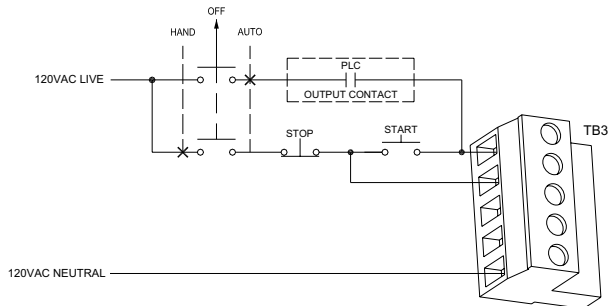 OFF
HAND
AUTO
PLC
120VAC LIVE
OUTPUT CONTACT
STOP
START
TB3
120VAC NEUTRAL